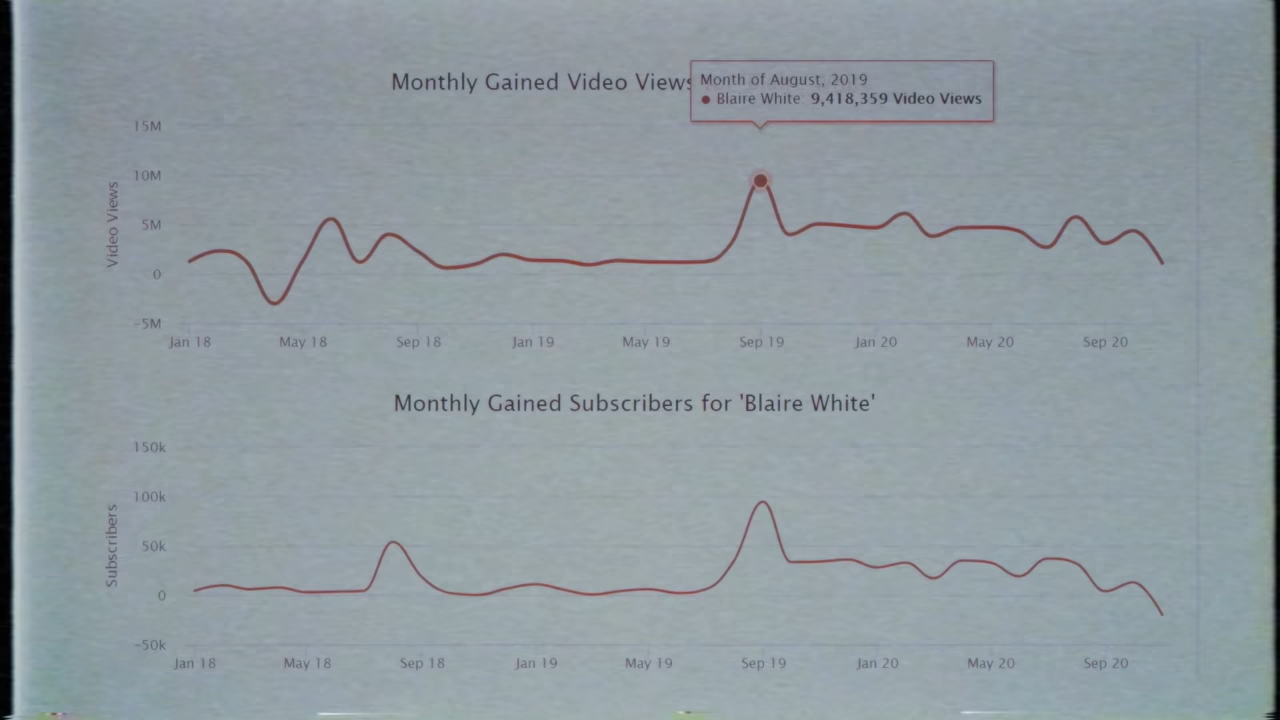 Monthly Gained Video Views
Month of August, 2019
Blaire White: 9,418,359 Video Views
15M
10M
5M
0
-5M
Video Views
Jan 18 May 18 Sep 18 Jan 19 May 19 Sep 19 Jan 20 May 20 Sep 20
Monthly Gained Subscribers for 'Blaire White'
150k
100k
50k
0
-50k
Subscribers
Jan 18 May 18 Sep 18 Jan 19 May 19 Sep 19 Jan 20 May 20 Sep 20